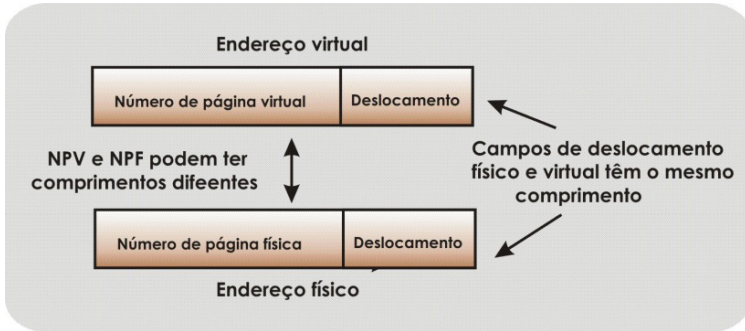 Endereço virtual
Número de página virtual
Deslocamento
NPV e NPF podem ter
comprimentos difeentes
Campos de deslocamento
físico e virtual têm o mesmo
comprimento
Número de página física
Deslocamento
Endereço físico